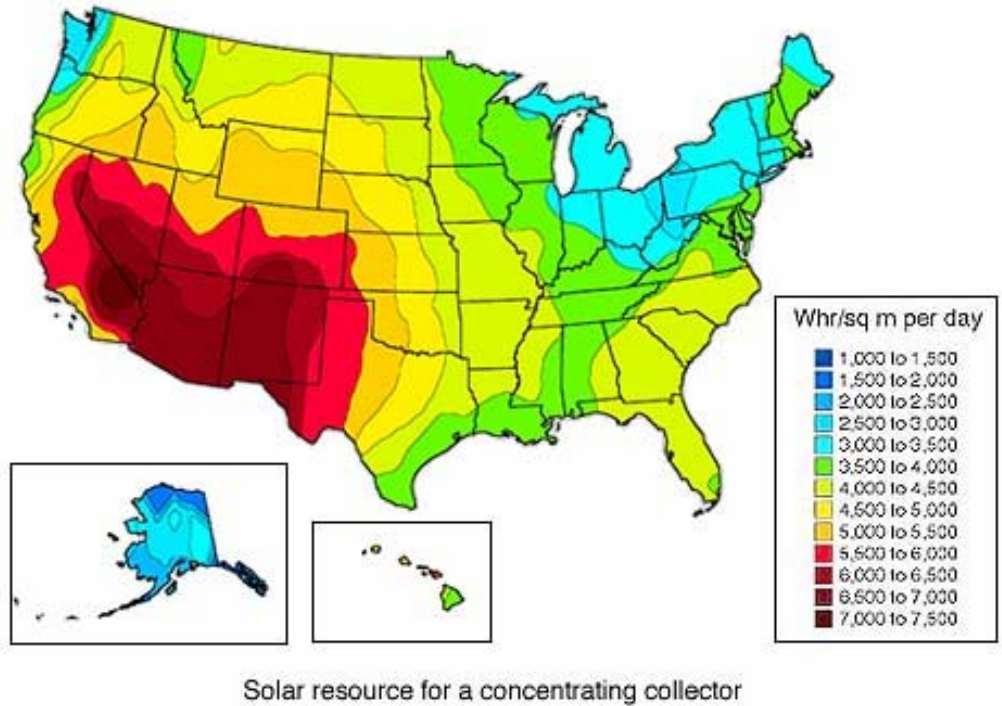 Whr/sq m per day
1,000 to 1,500
1,500 to 2,000
2,000 to 2,500
2,500 to 3,000
3,000 to 3,500
3,500 to 4,000
4,000 to 4,500
4,500 to 5,000
5,000 to 5,500
5,500 to 6,000
6,000 to 6,500
6,500 to 7,000
7,000 to 7,500
Solar resource for a concentrating collector